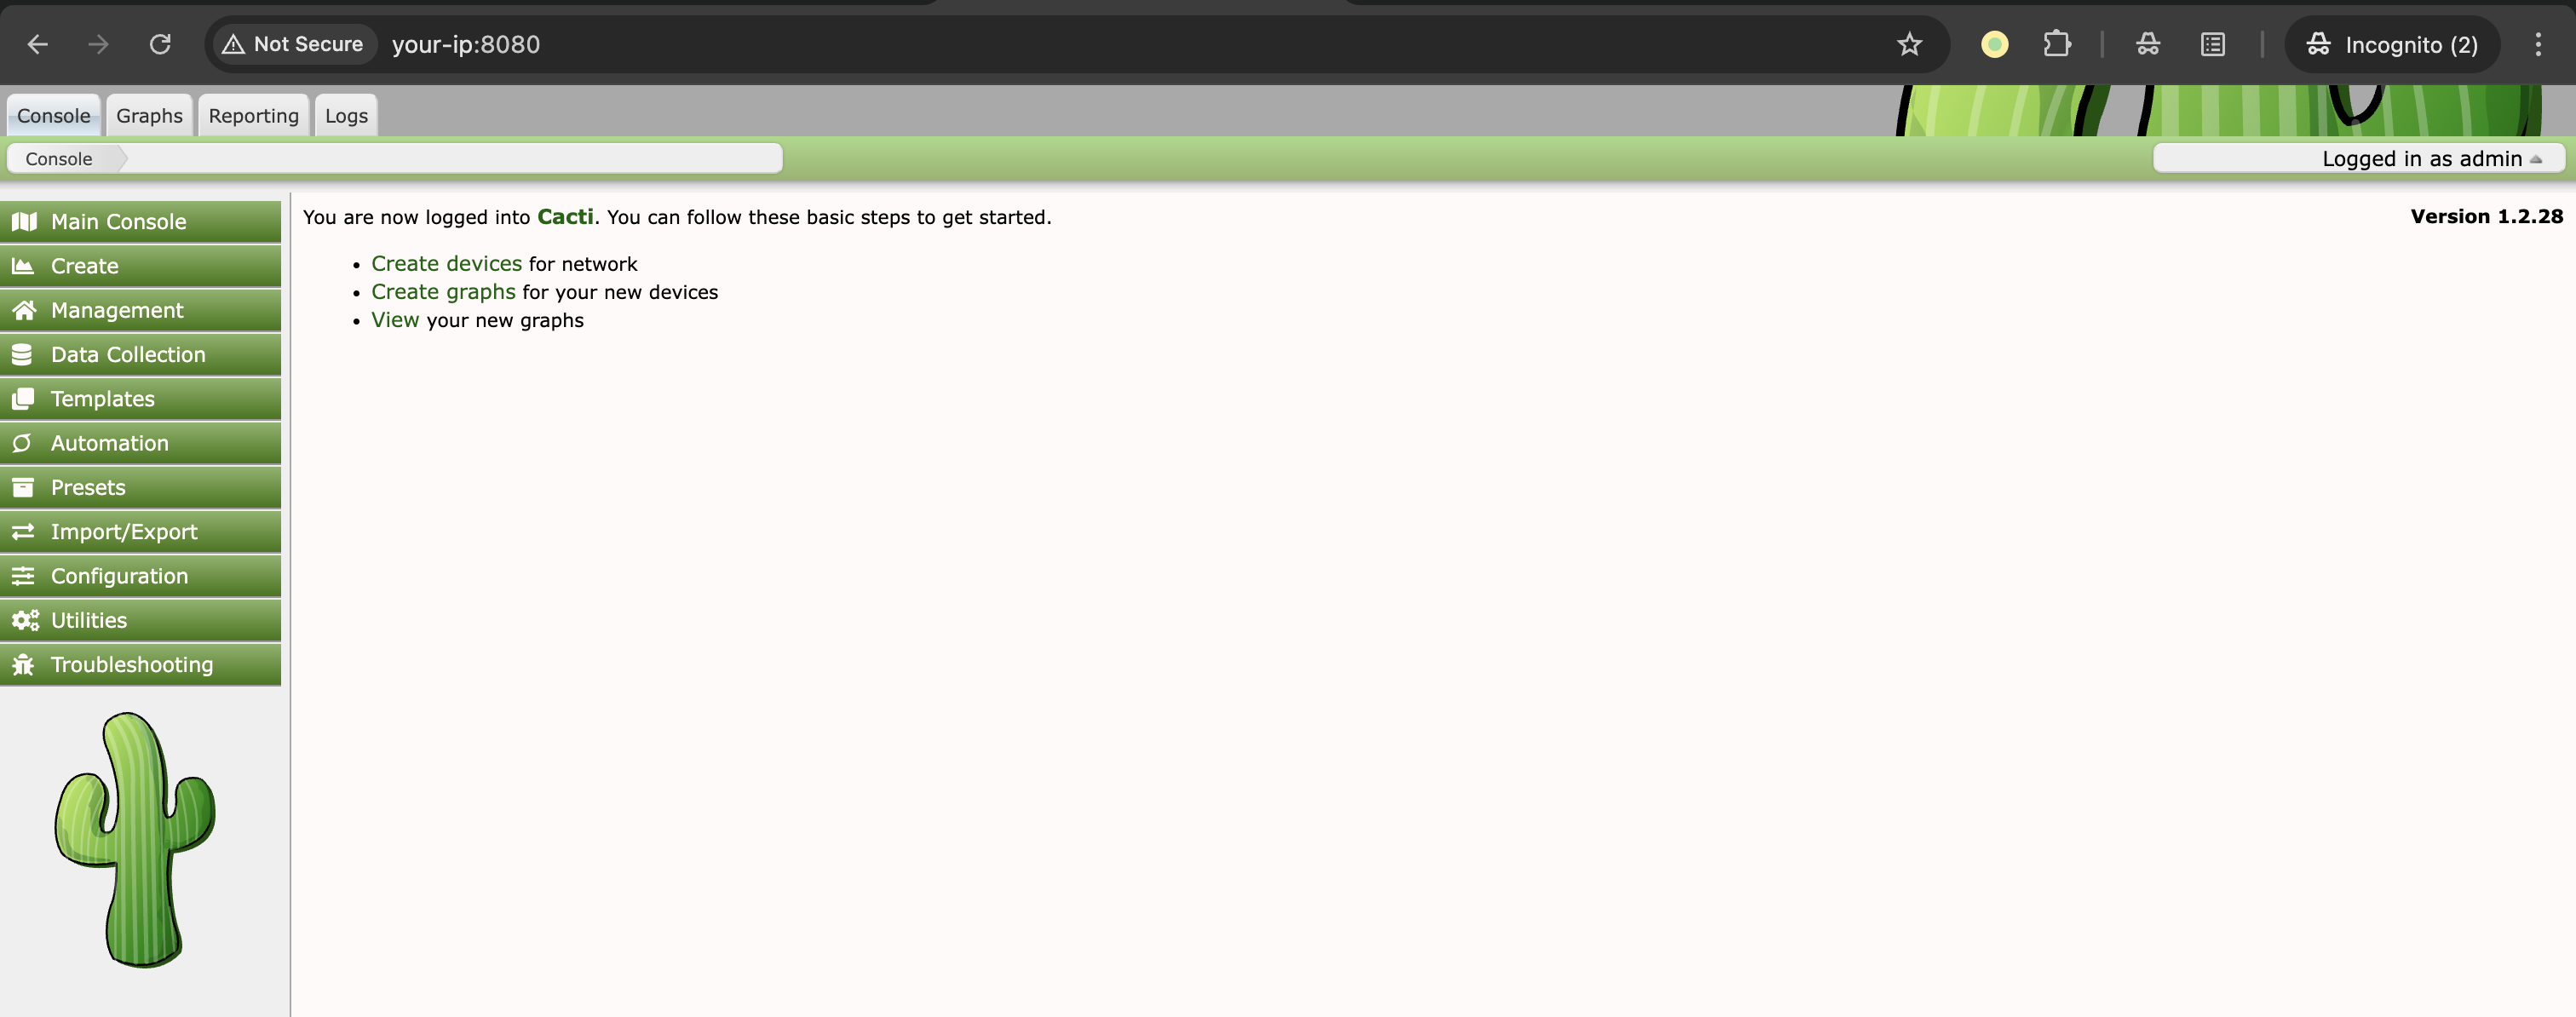 Not Secure your-ip:8080 Incognito (2)
Console Graphs Reporting Logs
Console Logged in as admin
Main Console
Create
Management
Data Collection
Templates
Automation
Presets
Import/Export
Configuration
Utilities
Troubleshooting
You are now logged into Cacti. You can follow these basic steps to get started. Version 1.2.28
• Create devices for network
• Create graphs for your new devices
• View your new graphs